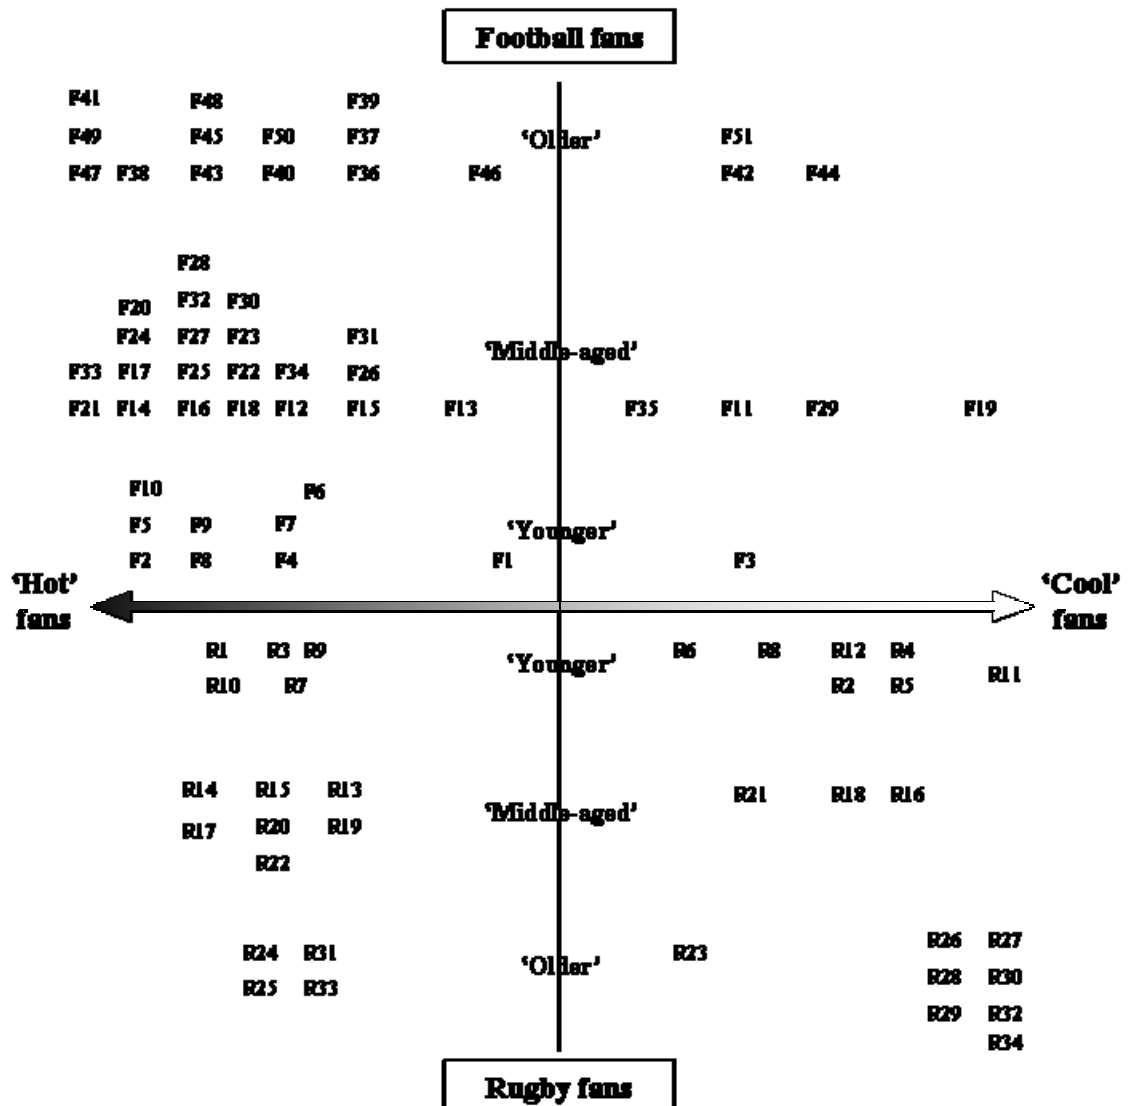 Football fans
F41 F48 F39
F49 F45 F50 F37 ‘Older’ F51
F47 F38 F43 F40 F36 F46 F42 F44
F28
F20 F32 F30
F24 F27 F23 F31 ‘Middle-aged’
F33 F17 F25 F22 F34 F26
F21 F14 F16 F18 F12 F15 F13 F35 F11 F29 F19
F10 F6
F5 F9 F7 ‘Younger’
F2 F8 F4 F1 F3
‘Hot’ ‘Cool’
fans fans
R1 R3 R9 ‘Younger’ R6 R8 R12 R4
R11
R10 R7 R2 R5
R14 R15 R13 R21 R18 R16
‘Middle-aged’
R17 R20 R19
R22
R26 R27
R24 R31 ‘Older’ R23
R28 R30
R25 R33
R29 R32
R34
Rugby fans